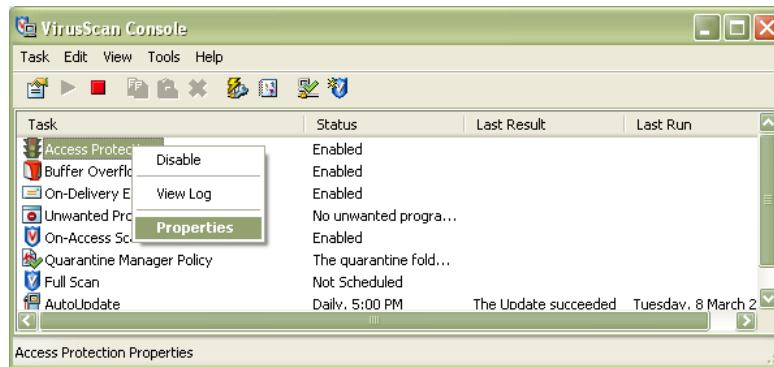 VirusScan Console
Task Edit View Tools Help
Task Status Last Result Last Run
Access Protecti Enabled
Disable
Buffer Overflo Enabled
On-Delivery E Enabled
View Log
Unwanted Pro No unwanted progra...
Properties
On-Access Sca Enabled
Quarantine Manager Policy The quarantine fold...
Full Scan Not Scheduled
AutoUpdate Daily, 5:00 PM The Update succeeded Tuesday, 8 March 2
Access Protection Properties